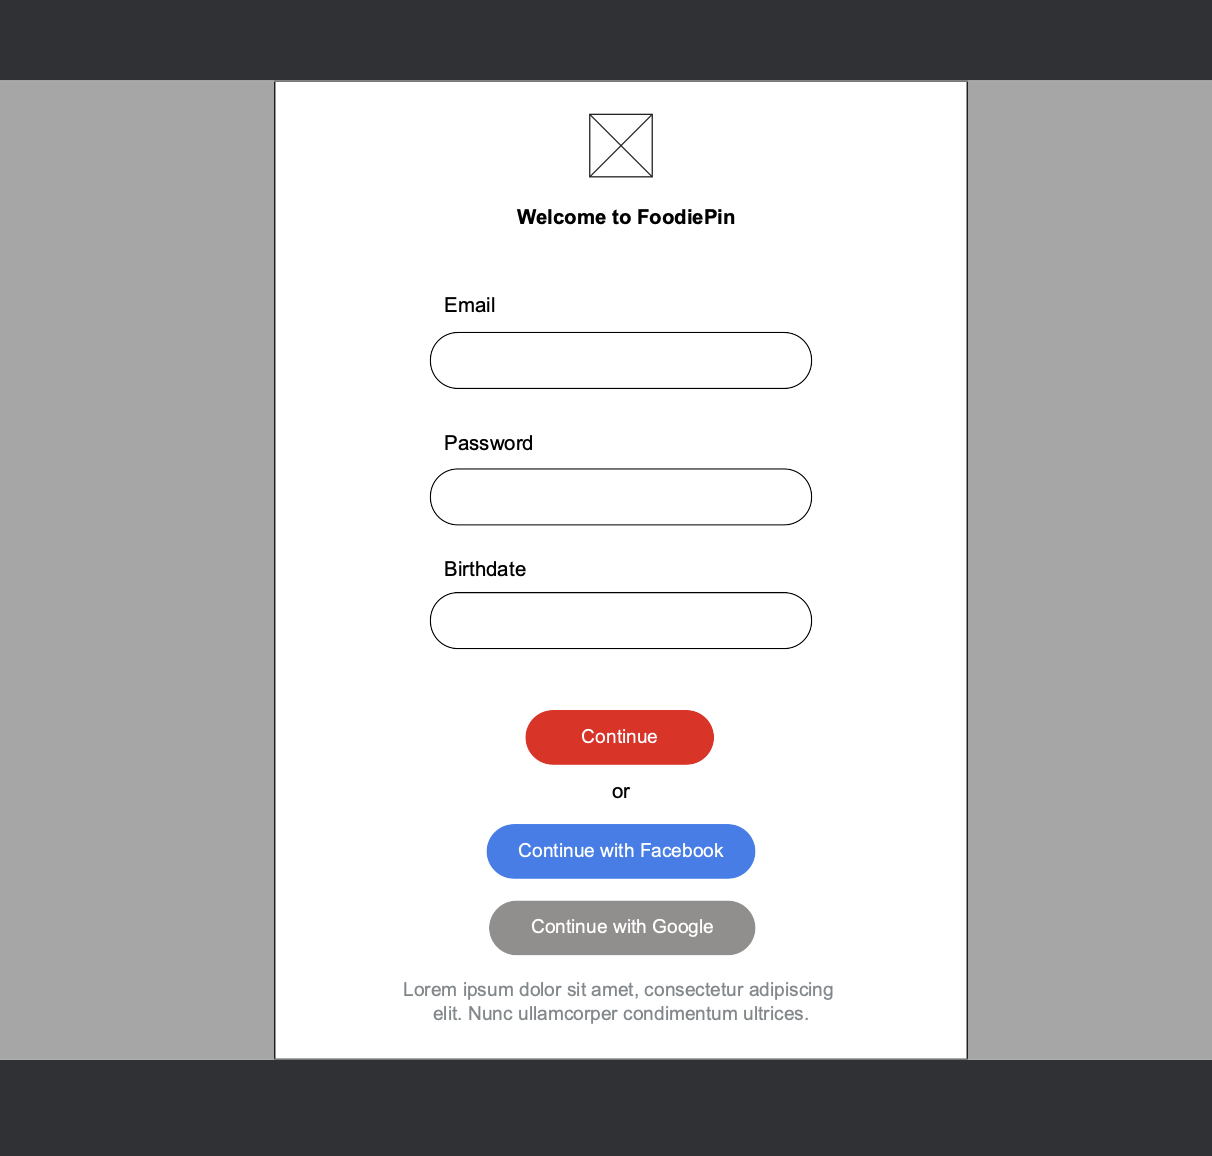 Welcome to FoodiePin
Email
Password
Birthdate
Continue
or
Continue with Facebook
Continue with Google
Lorem ipsum dolor sit amet, consectetur adipiscing
elit. Nunc ullamcorper condimentum ultrices.